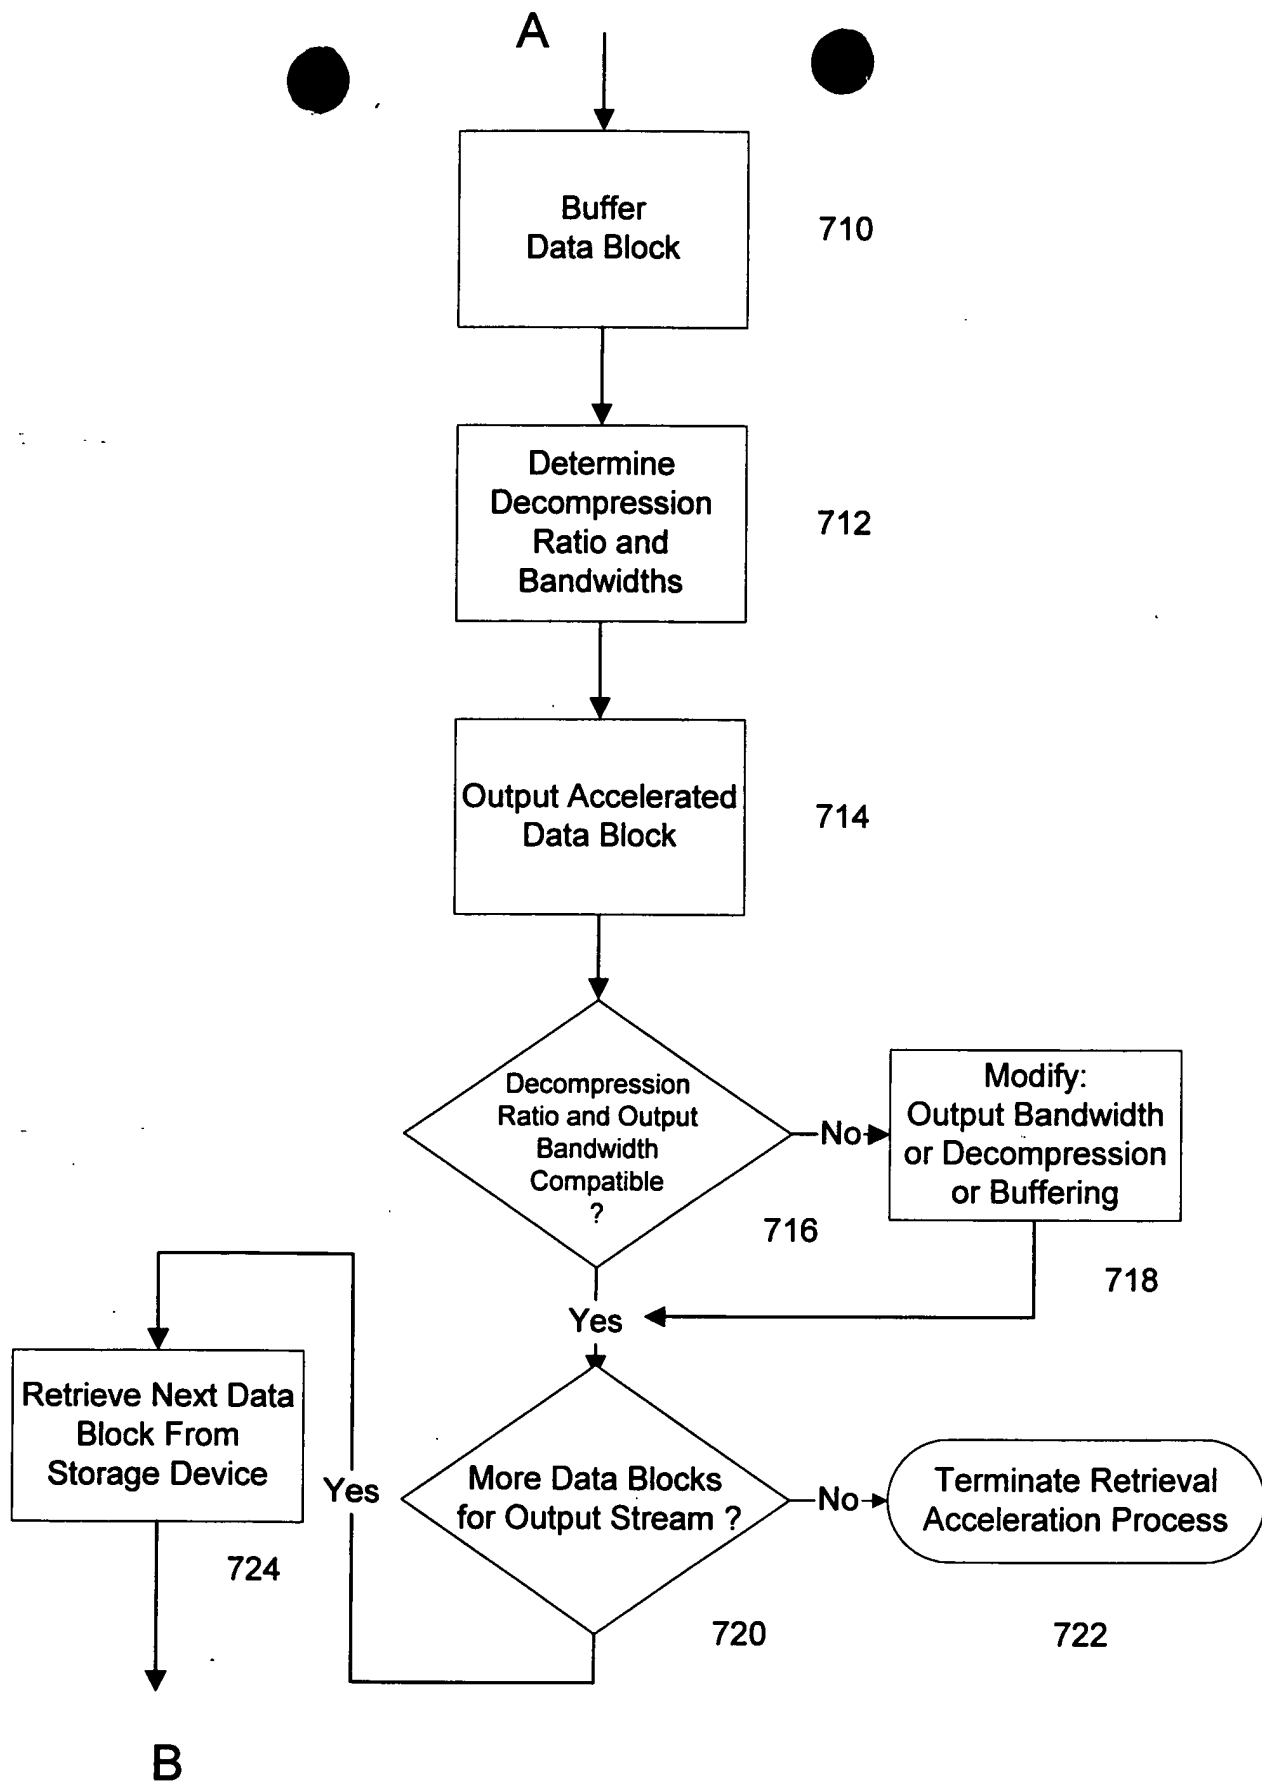 A
Buffer
Data Block
710
Determine
Decompression
Ratio and
Bandwidths
712
Output Accelerated
Data Block
714
Decompression
Ratio and Output
Bandwidth
Compatible
?
716
No
Modify:
Output Bandwidth
or Decompression
or Buffering
718
Yes
More Data Blocks
for Output Stream ?
720
No
Terminate Retrieval
Acceleration Process
722
Yes
Retrieve Next Data
Block From
Storage Device
724
B